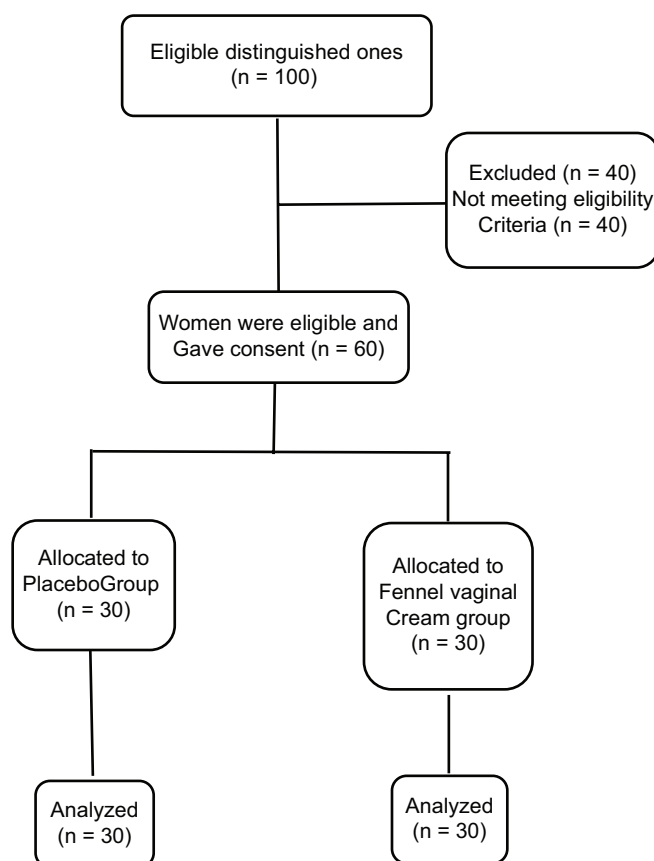 Eligible distinguished ones
(n = 100)
Excluded (n = 40)
Not meeting eligibility
Criteria (n = 40)
Women were eligible and
Gave consent (n = 60)
Allocated to
PlaceboGroup
(n = 30)
Allocated to
Fennel vaginal
Cream group
(n = 30)
Analyzed
(n = 30)
Analyzed
(n = 30)